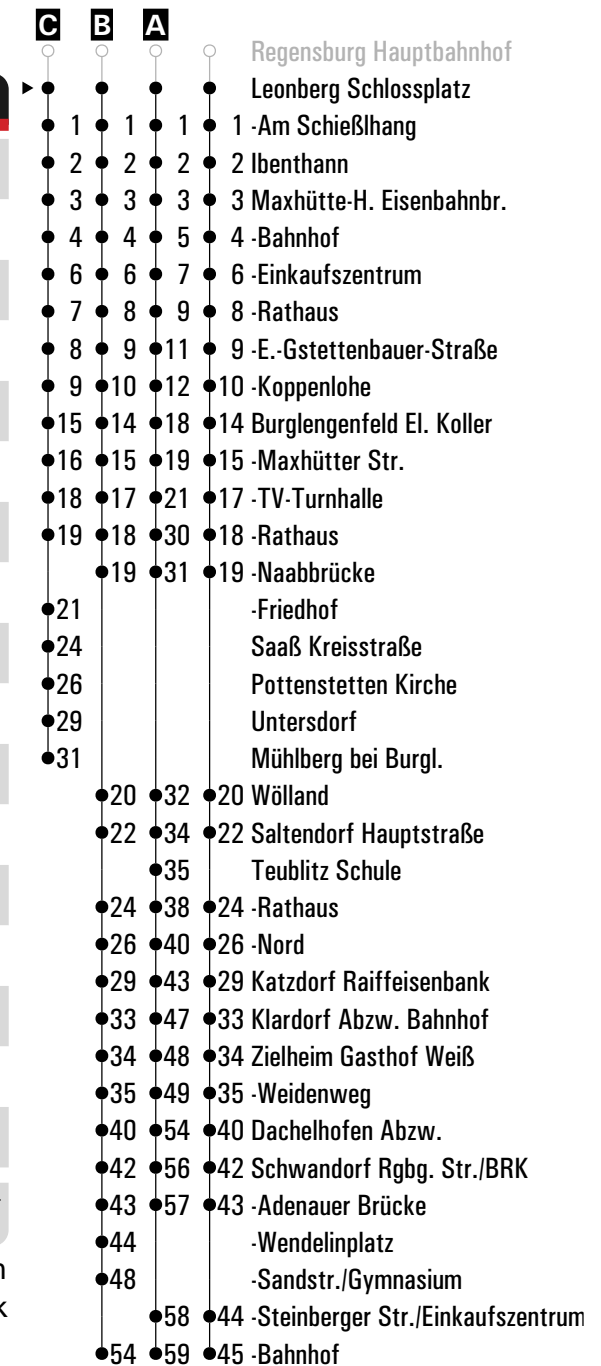 C B A
Regensburg Hauptbahnhof
Leonberg Schlossplatz
1 1 1 1 -Am Schießlhang
2 2 2 2 Ibenthann
3 3 3 3 Maxhütte-H. Eisenbahnbr.
4 4 5 4 -Bahnhof
6 6 7 6 -Einkaufszentrum
7 8 9 8 -Rathaus
8 9 11 9 -E.-Gstettenbauer-Straße
9 10 12 10 -Koppenlohe
15 14 18 14 Burglengenfeld El. Koller
16 15 19 15 -Maxhütter Str.
18 17 21 17 -TV-Turnhalle
19 18 30 18 -Rathaus
19 31 19 -Naabbrücke
21 -Friedhof
24 Saaß Kreisstraße
26 Pottenstetten Kirche
29 Untersdorf
31 Mühlberg bei Burgl.
20 32 20 Wölland
22 34 22 Saltendorf Hauptstraße
35 Teublitz Schule
24 38 24 -Rathaus
26 40 26 -Nord
29 43 29 Katzdorf Raiffeisenbank
33 47 33 Klardorf Abzw. Bahnhof
34 48 34 Zielheim Gasthof Weiß
35 49 35 -Weidenweg
40 54 40 Dachelhofen Abzw.
42 56 42 Schwandorf Rgbg. Str./BRK
43 57 43 -Adenauer Brücke
44 -Wendelinplatz
48 -Sandstr./Gymnasium
58 44 -Steinberger Str./Einkaufszentrum
54 59 45 -Bahnhof